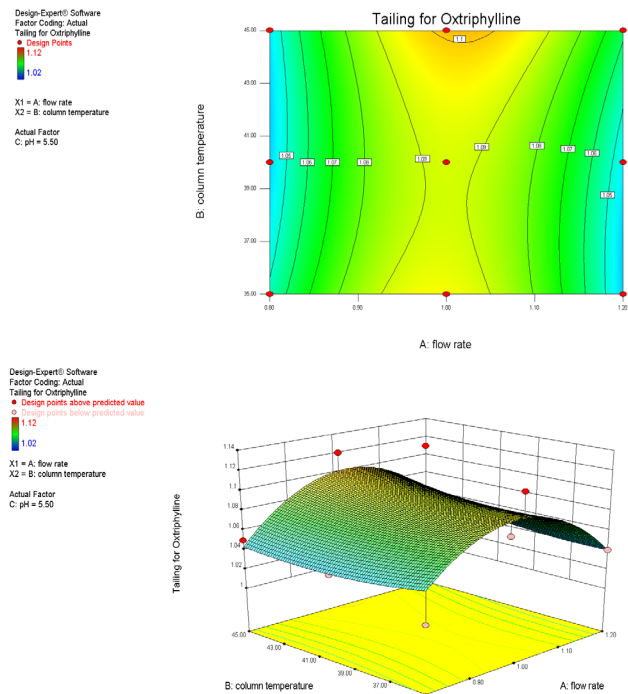 Design-Expert® Software
Factor Coding: Actual
Tailing for Oxtriphylline
Design Points
1.12
1.02
X1 = A: flow rate
X2 = B: column temperature
Actual Factor
C: pH = 5.50
Tailing for Oxtriphylline
B: column temperature
45.00
43.00
41.00
39.00
37.00
35.00
0.80
0.90
1.00
1.10
1.20
A: flow rate
1.1
1.05
1.06
1.07
1.08
1.09
1.09
1.08
1.07
1.06
1.05
Design-Expert® Software
Factor Coding: Actual
Tailing for Oxtriphylline
Design points above predicted value
Design points below predicted value
1.12
1.02
X1 = A: flow rate
X2 = B: column temperature
Actual Factor
C: pH = 5.50
Tailing for Oxtriphylline
1.14
1.12
1.1
1.08
1.06
1.04
1.02
1
45.00
43.00
41.00
39.00
37.00
0.90
1.00
1.10
1.20
B: column temperature
A: flow rate